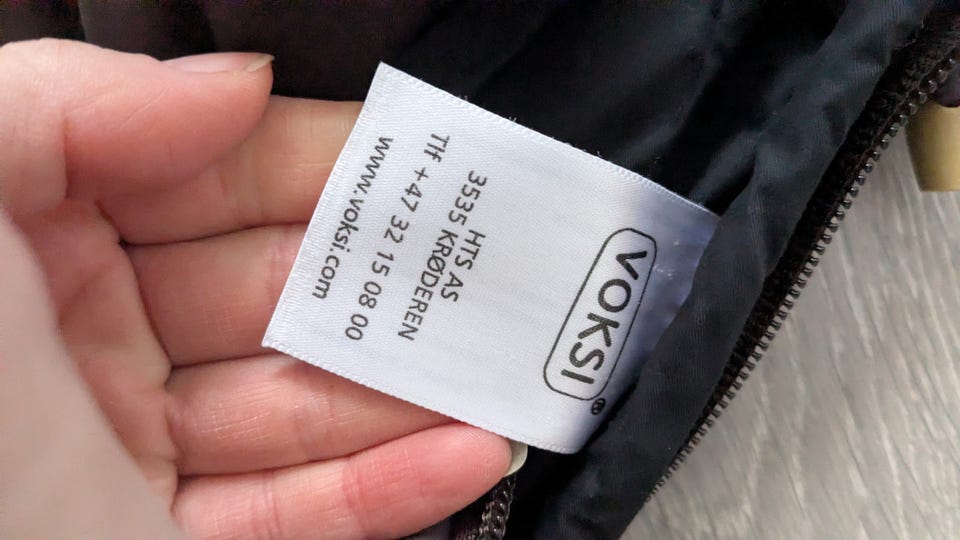 VOKSI®
HTS AS
3535 KRØDEREN
Tlf +47 32 15 08 00
www.voksi.com